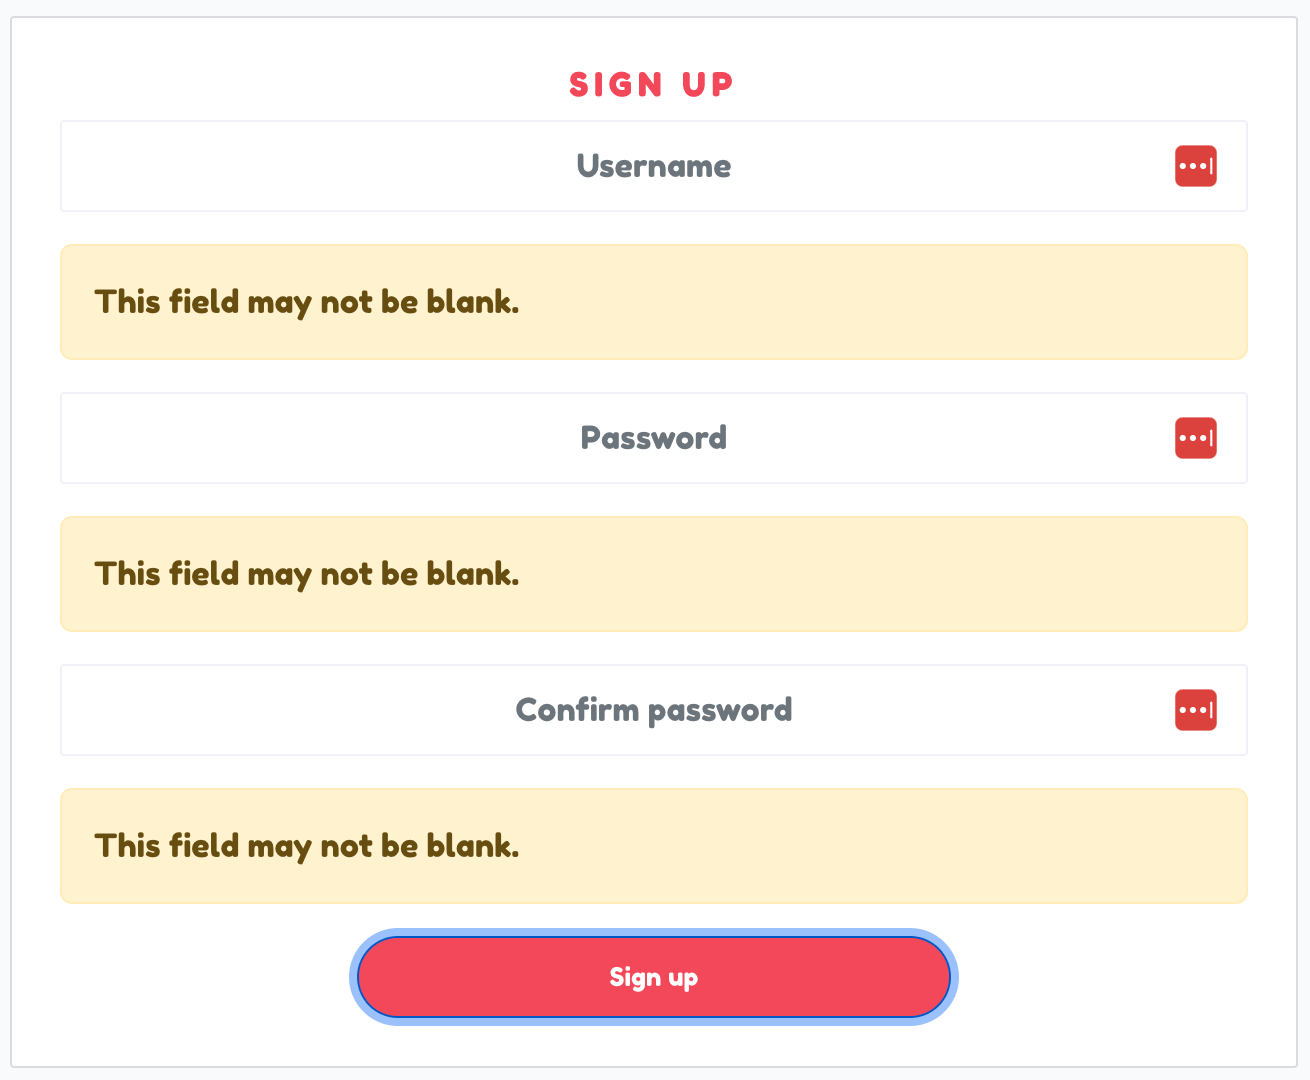 SIGN UP
Username
This field may not be blank.
Password
This field may not be blank.
Confirm password
This field may not be blank.
Sign up